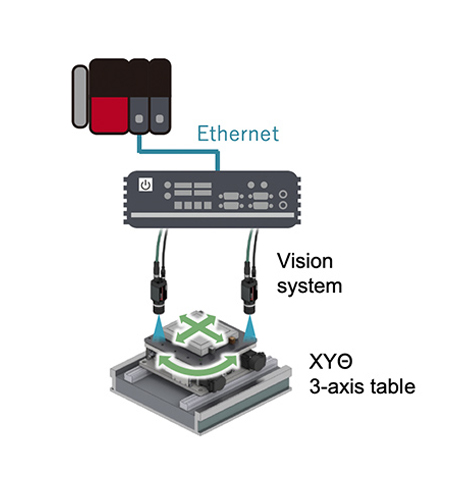 Ethernet
Vision
system
XYΘ
3-axis table